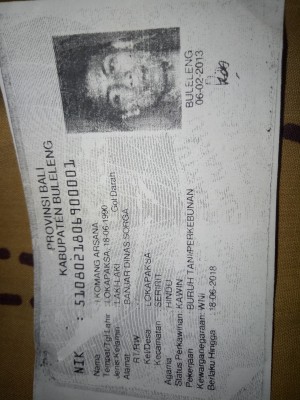 PROVINSI BALI
KABUPATEN BULELENG
NIK : 5108021806900001
Nama : I KOMANG ARSANA
Tempat/Tgl Lahir : LOKAPAKSA, 18-06-1990
Jenis Kelamin : LAKI-LAKI Gol Darah
Alamat : BANJAR DINAS SORGA
RT/RW
Kel/Desa : LOKAPAKSA
Kecamatan : SERIRIT
Agama : HINDU
Status Perkawinan: KAWIN
Pekerjaan : BURUH TANI/PERKEBUNAN
Kewarganegaraan: WNI
Berlaku Hingga : 18-06-2018
BULELENG
06-02-2013